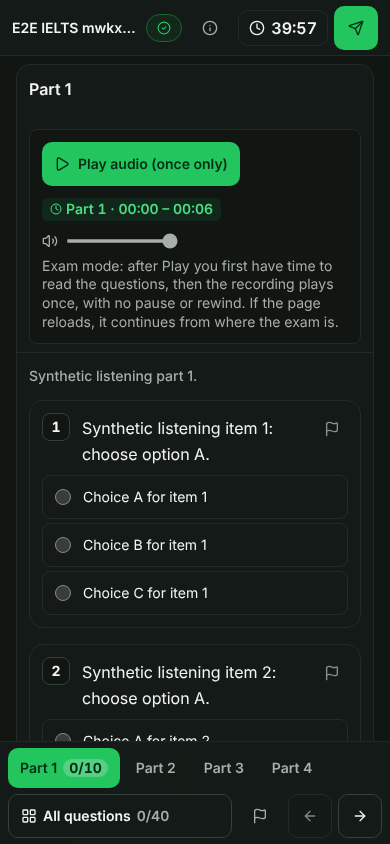 E2E IELTS mwkx...
39:57
Part 1
Play audio (once only)
Part 1 · 00:00 – 00:06
Exam mode: after Play you first have time to
read the questions, then the recording plays
once, with no pause or rewind. If the page
reloads, it continues from where the exam is.
Synthetic listening part 1.
1
Synthetic listening item 1:
choose option A.
Choice A for item 1
Choice B for item 1
Choice C for item 1
2
Synthetic listening item 2:
choose option A.
Choice A for item 2
Part 1 0/10 Part 2 Part 3 Part 4
All questions 0/40